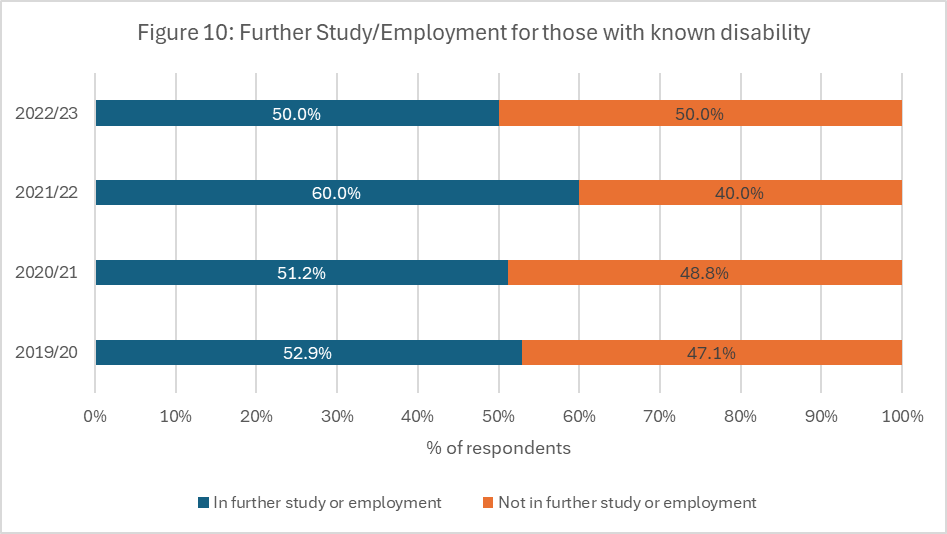 Figure 10: Further Study/Employment for those with known disability
2022/23 50.0% 50.0%
2021/22 60.0% 40.0%
2020/21 51.2% 48.8%
2019/20 52.9% 47.1%
0% 10% 20% 30% 40% 50% 60% 70% 80% 90% 100%
% of respondents
In further study or employment Not in further study or employment